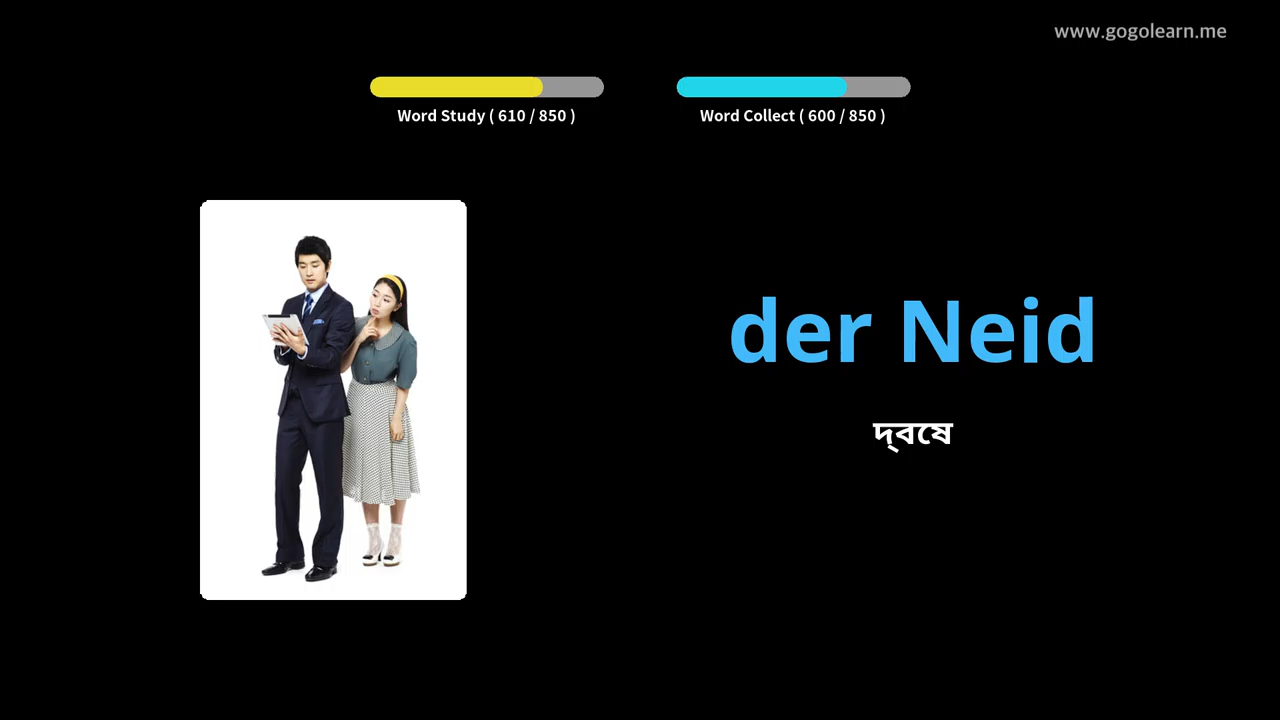 www.gogolearn.me
Word Study ( 610 / 850 )
Word Collect ( 600 / 850 )
der Neid
দ্বষে